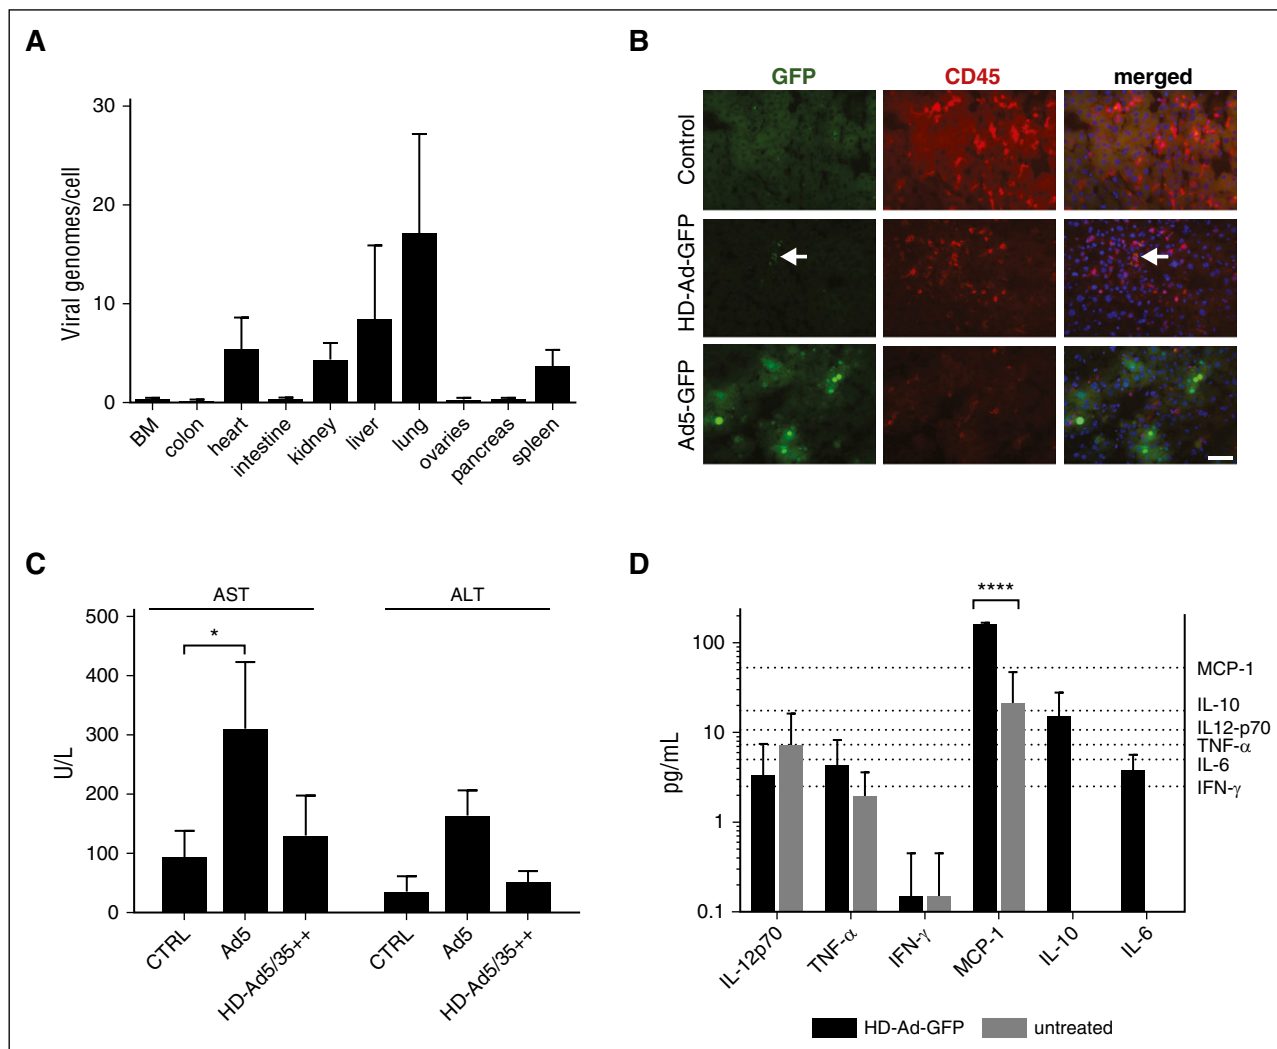 A
Viral genomes/cell
30
20
10
0
BM
colon
heart
intestine
kidney
liver
lung
ovaries
pancreas
spleen
B
GFP
CD45
merged
Control
HD-Ad-GFP
Ad5-GFP
C
AST
ALT
U/L
500
400
300
200
100
0
*
CTRL
Ad5
HD-Ad5/35++
CTRL
Ad5
HD-Ad5/35++
D
****
pg/mL
100
10
1
0.1
MCP-1
IL-10
IL12-p70
TNF-α
IL-6
IFN-γ
IL-12p70
TNF-α
IFN-γ
MCP-1
IL-10
IL-6
HD-Ad-GFP
untreated